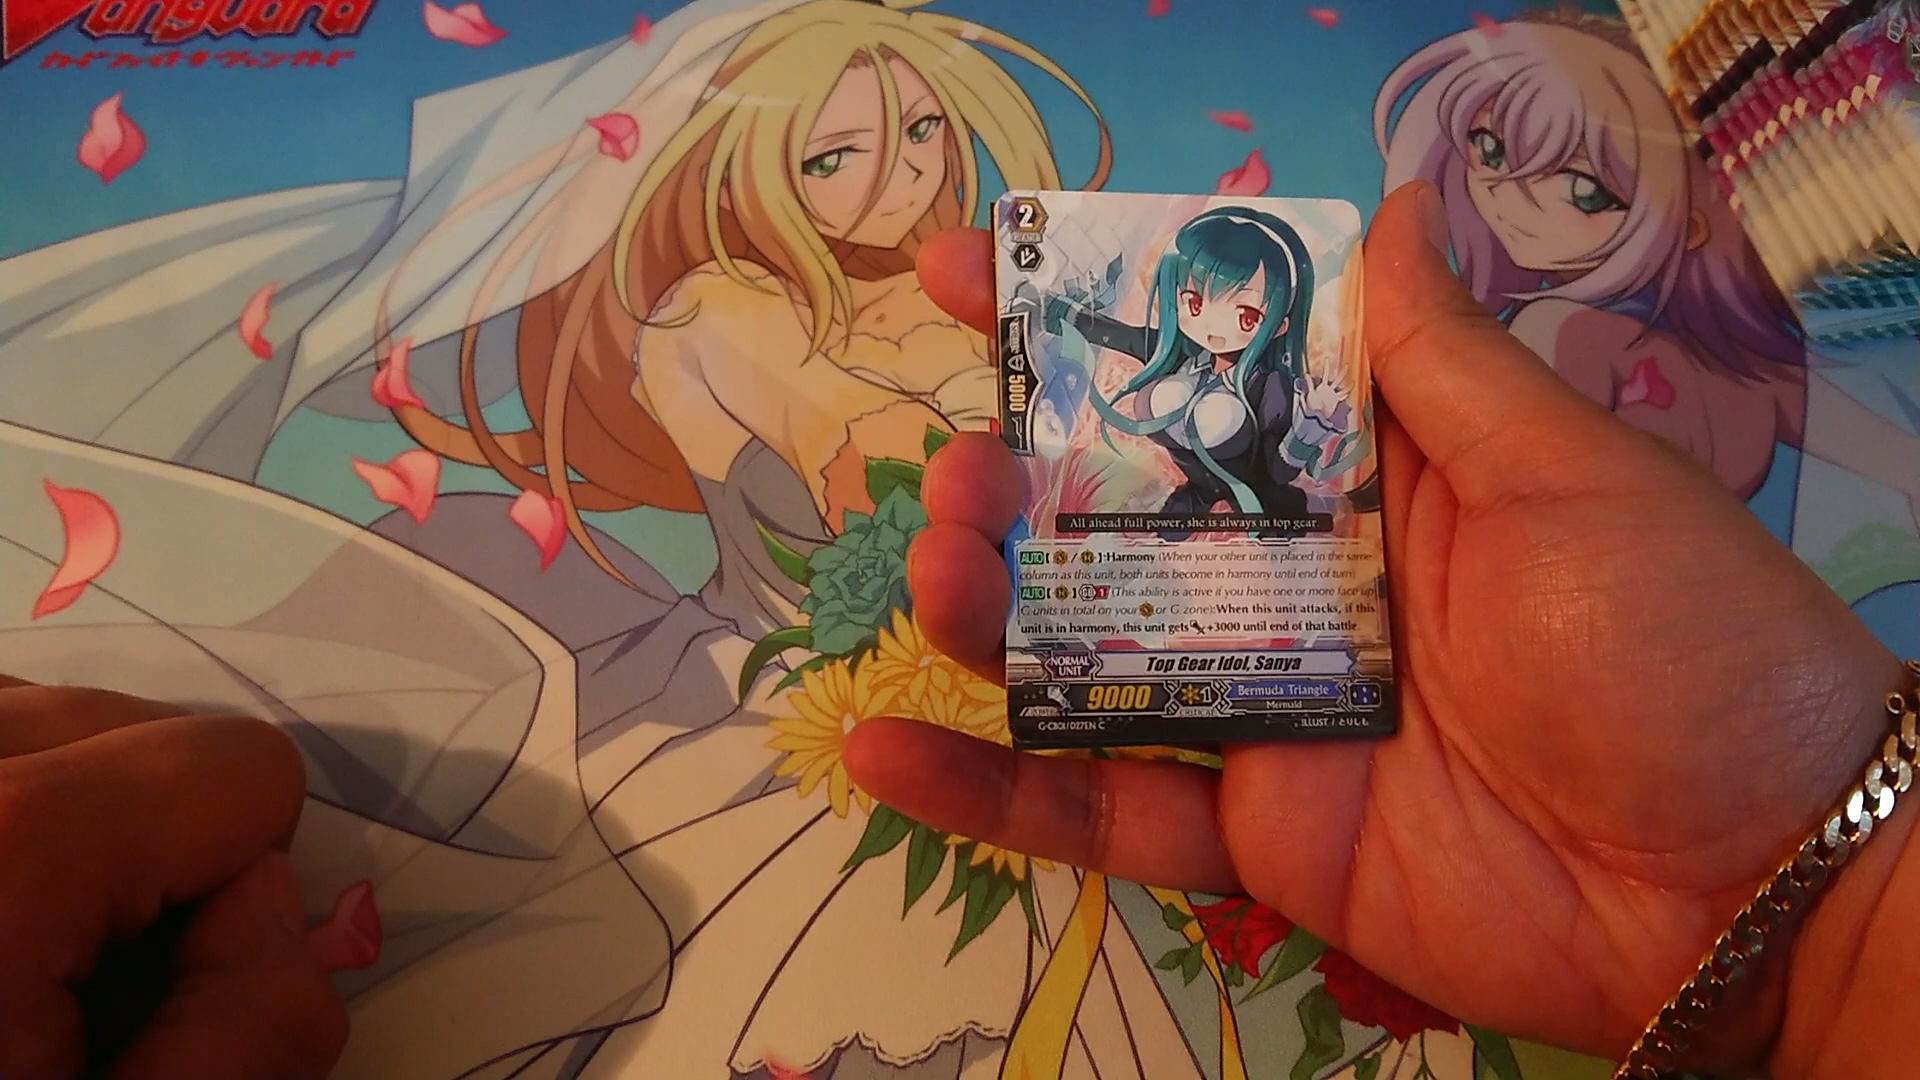 Vanguard
カードファイト!! ヴァンガード
2
5000
All ahead full power, she is always in top gear.
AUTO [ / ]:Harmony (When your other unit is placed in the same
column as this unit, both units become in harmony until end of turn)
AUTO [ ] GB 1 (This ability is active if you have one or more face up
G units in total on your or G zone):When this unit attacks, if this
unit is in harmony, this unit gets +3000 until end of that battle.
NORMAL
UNIT
Top Gear Idol, Sanya
POWER 9000 1 CRITICAL Bermuda Triangle
Mermaid
G-CB01/027EN C ILLUST / とりしも